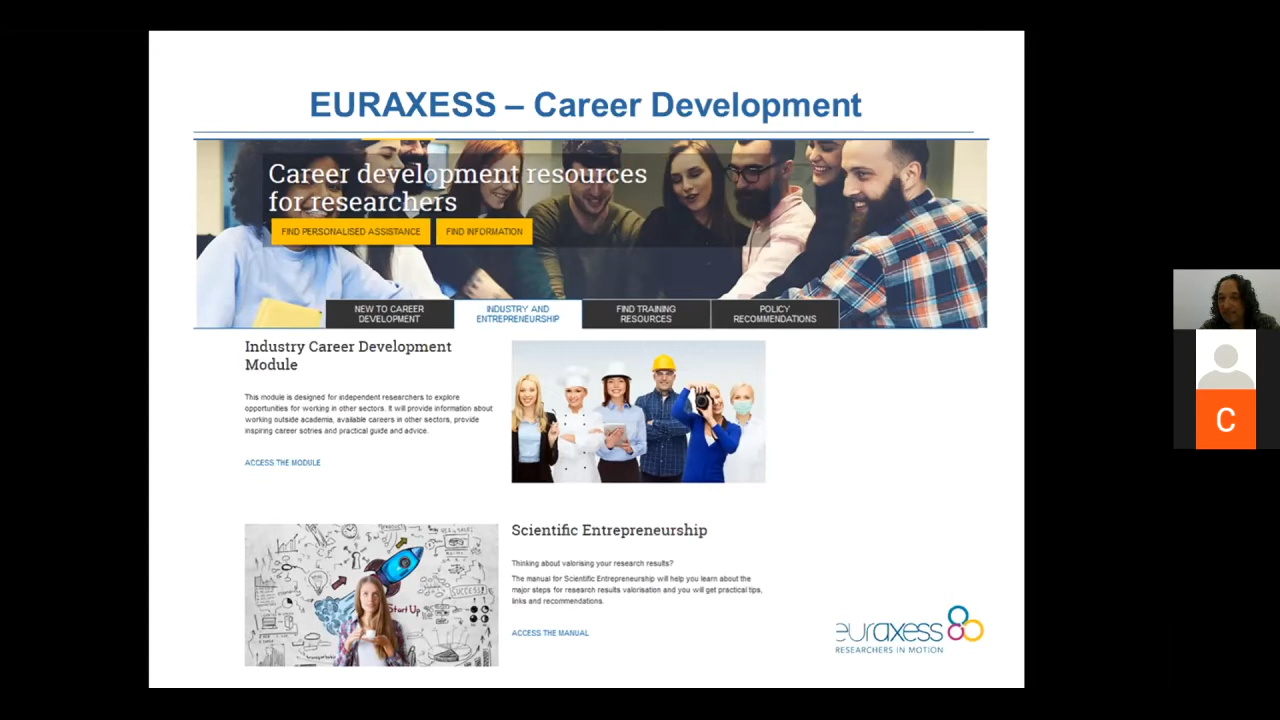 EURAXESS – Career Development
Career development resources
for researchers
FIND PERSONALISED ASSISTANCE
FIND INFORMATION
NEW TO CAREER
DEVELOPMENT
INDUSTRY AND
ENTREPRENEURSHIP
FIND TRAINING
RESOURCES
POLICY
RECOMMENDATIONS
Industry Career Development
Module
This module is designed for independent researchers to explore
opportunities for working in other sectors. It will provide information about
working outside academia, available careers in other sectors, provide
inspiring career sotries and practical guide and advice.
ACCESS THE MODULE
Start Up
SUCCESS
Scientific Entrepreneurship
Thinking about valorising your research results?
The manual for Scientific Entrepreneurship will help you learn about the
major steps for research results valorisation and you will get practical tips,
links and recommendations.
ACCESS THE MANUAL
euraxess
RESEARCHERS IN MOTION
C